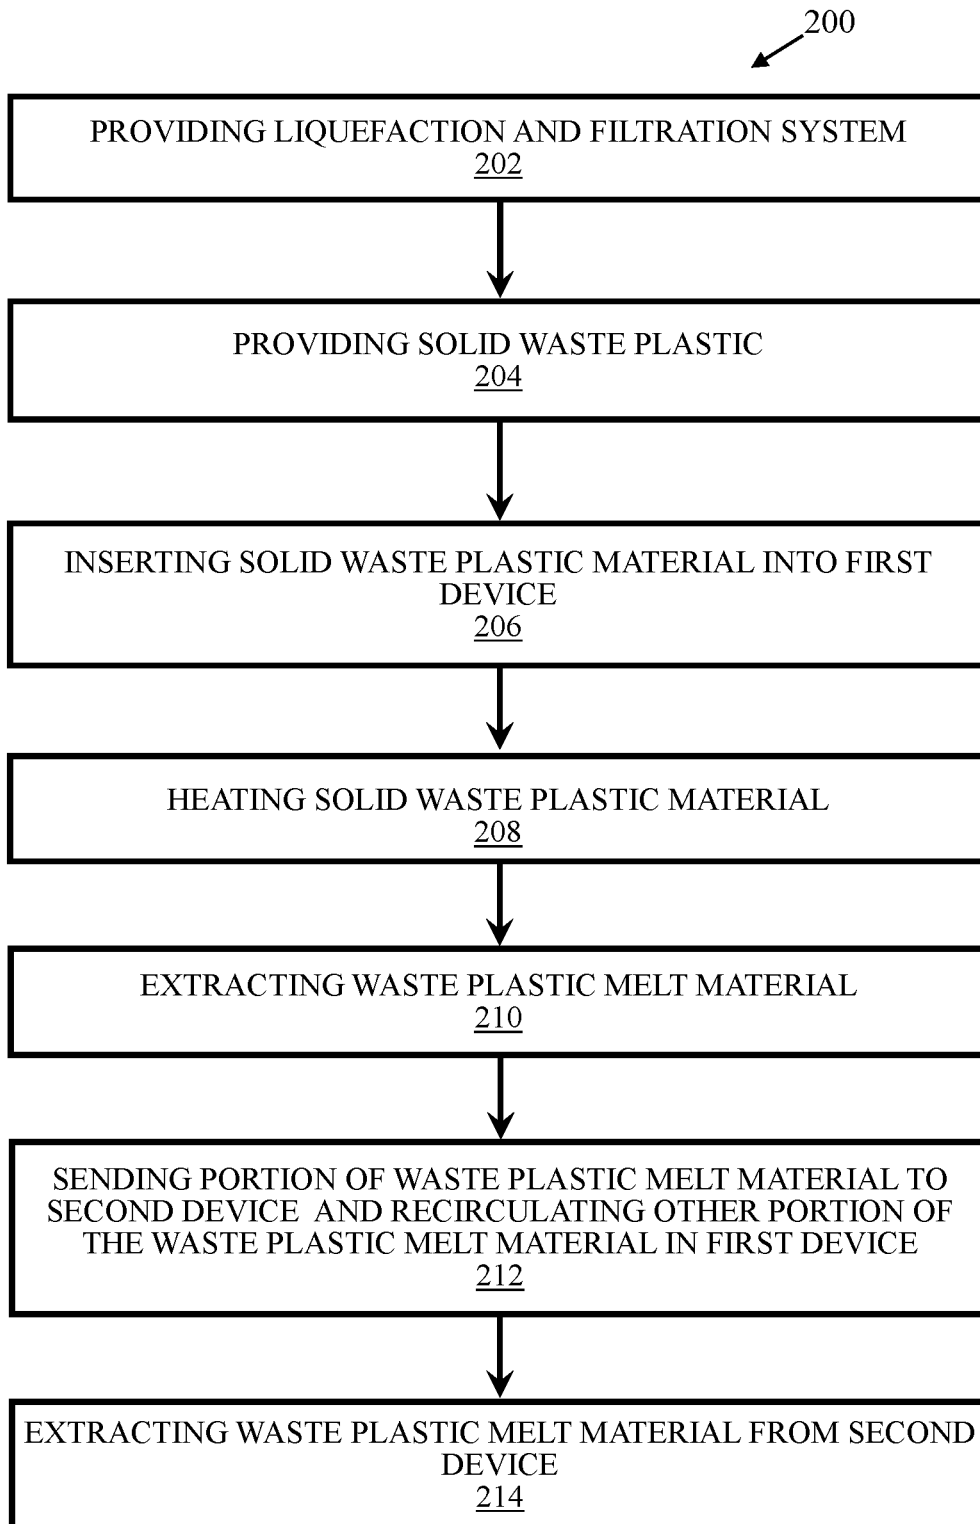 200
PROVIDING LIQUEFACTION AND FILTRATION SYSTEM
202
PROVIDING SOLID WASTE PLASTIC
204
INSERTING SOLID WASTE PLASTIC MATERIAL INTO FIRST
DEVICE
206
HEATING SOLID WASTE PLASTIC MATERIAL
208
EXTRACTING WASTE PLASTIC MELT MATERIAL
210
SENDING PORTION OF WASTE PLASTIC MELT MATERIAL TO
SECOND DEVICE AND RECIRCULATING OTHER PORTION OF
THE WASTE PLASTIC MELT MATERIAL IN FIRST DEVICE
212
EXTRACTING WASTE PLASTIC MELT MATERIAL FROM SECOND
DEVICE
214